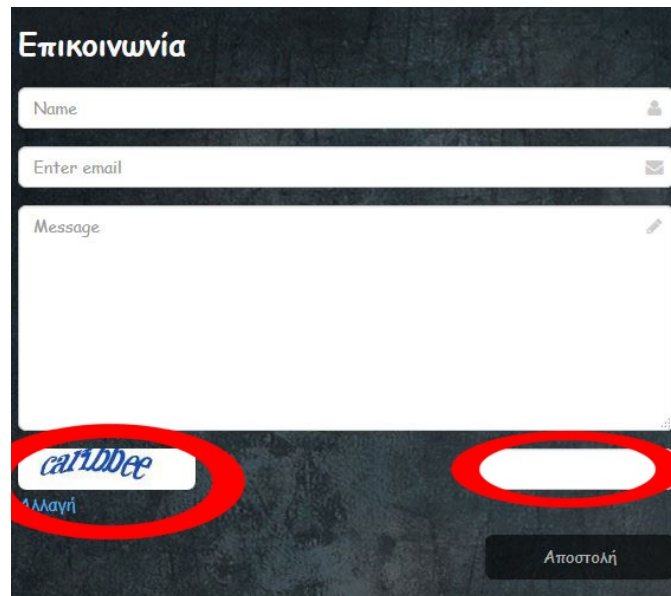 Επικοινωνία
Name
Enter email
Message
caribbee
Αλλαγή
Αποστολή